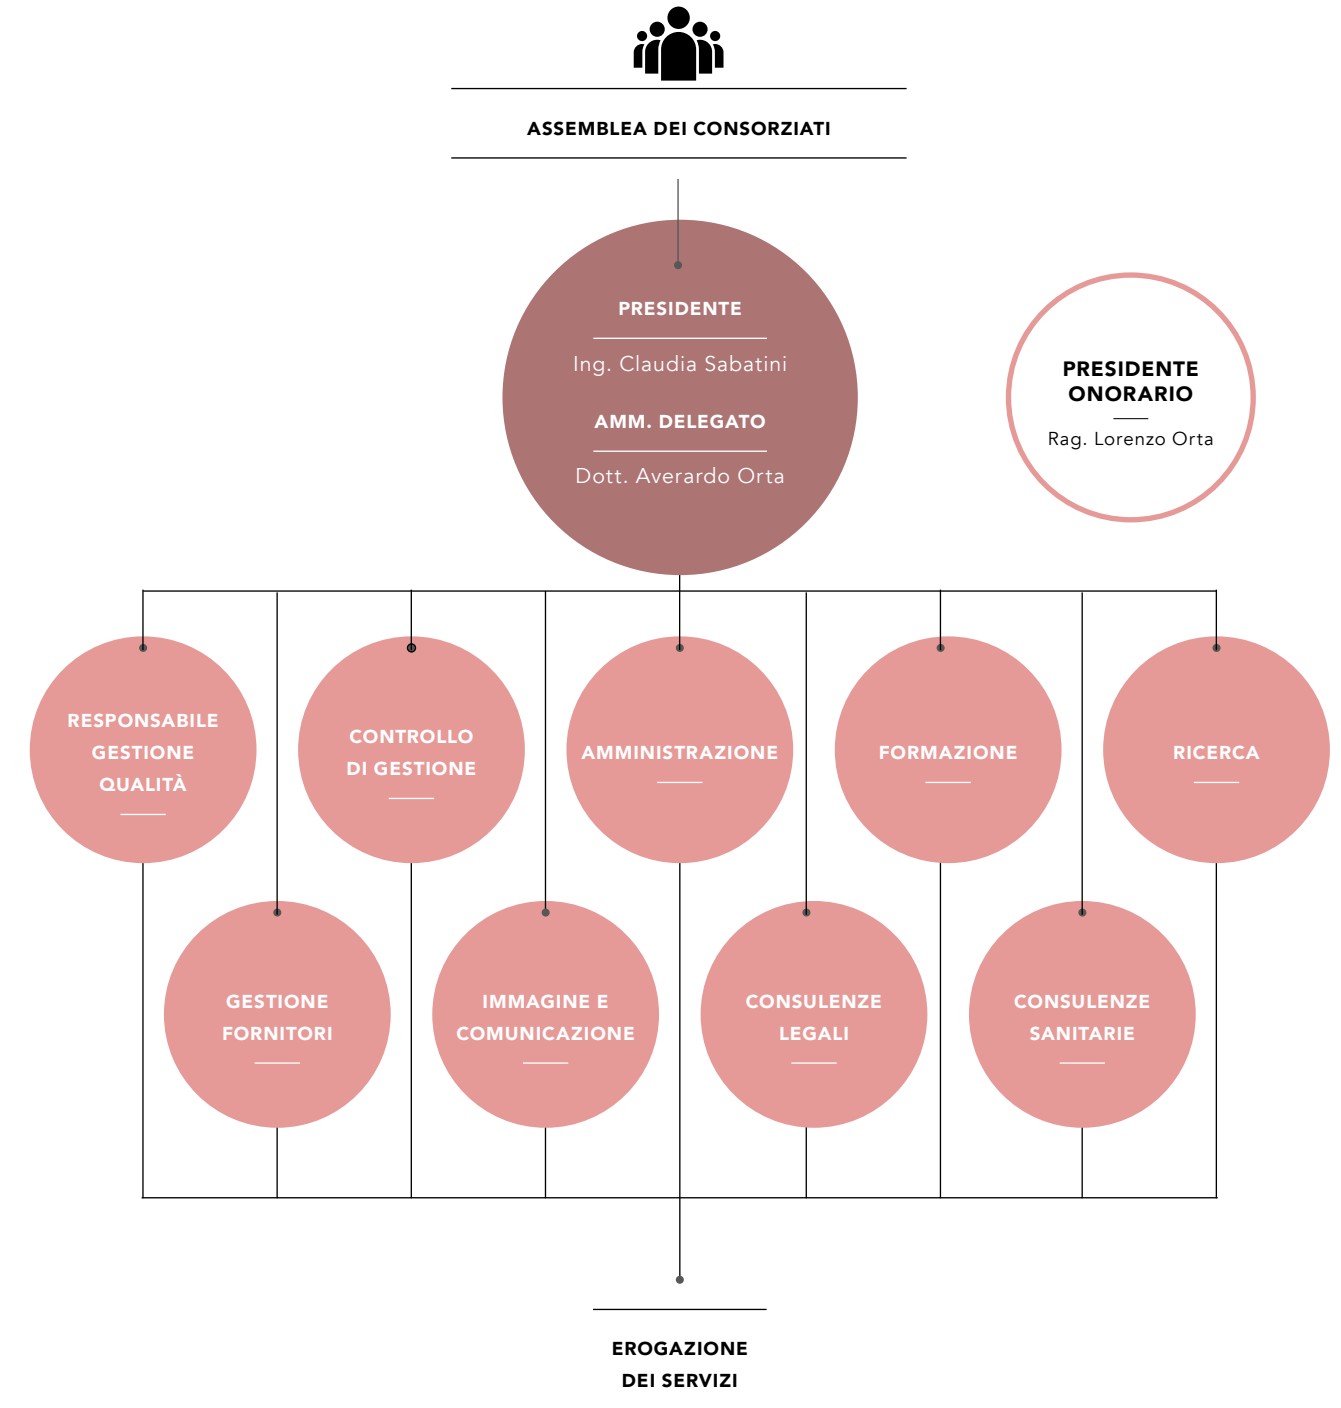 ASSEMBLEA DEI CONSORZIATI
PRESIDENTE
Ing. Claudia Sabatini
AMM. DELEGATO
Dott. Averardo Orta
PRESIDENTE
ONORARIO
Rag. Lorenzo Orta
RESPONSABILE
GESTIONE
QUALITÀ
CONTROLLO
DI GESTIONE
AMMINISTRAZIONE
FORMAZIONE
RICERCA
GESTIONE
FORNITORI
IMMAGINE E
COMUNICAZIONE
CONSULENZE
LEGALI
CONSULENZE
SANITARIE
EROGAZIONE
DEI SERVIZI